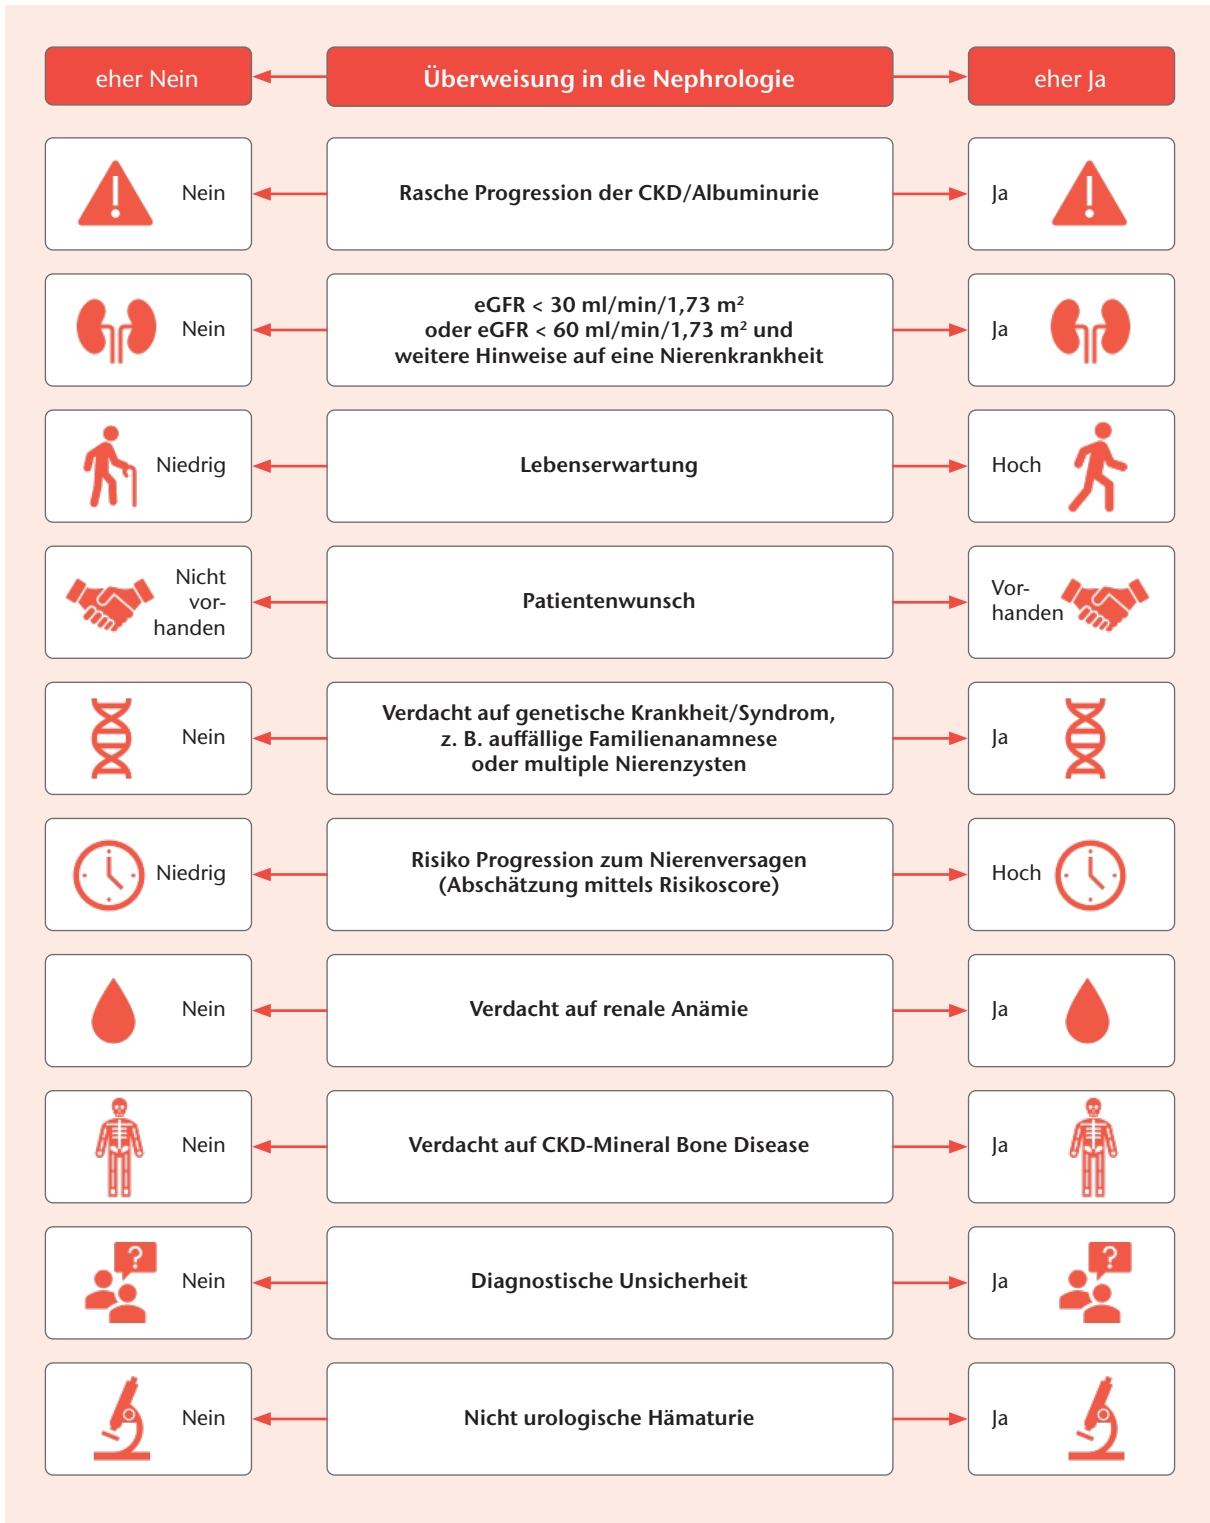 eher Nein
Überweisung in die Nephrologie
eher Ja
Nein
Rasche Progression der CKD/Albuminurie
Ja
Nein
eGFR < 30 ml/min/1,73 m²
oder eGFR < 60 ml/min/1,73 m² und
weitere Hinweise auf eine Nierenkrankheit
Ja
Niedrig
Lebenserwartung
Hoch
Nicht
vor-
handen
Patientenwunsch
Vor-
handen
Nein
Verdacht auf genetische Krankheit/Syndrom,
z. B. auffällige Familienanamnese
oder multiple Nierenzysten
Ja
Niedrig
Risiko Progression zum Nierenversagen
(Abschätzung mittels Risikoscore)
Hoch
Nein
Verdacht auf renale Anämie
Ja
Nein
Verdacht auf CKD-Mineral Bone Disease
Ja
?
Nein
Diagnostische Unsicherheit
Ja
?
Nein
Nicht urologische Hämaturie
Ja